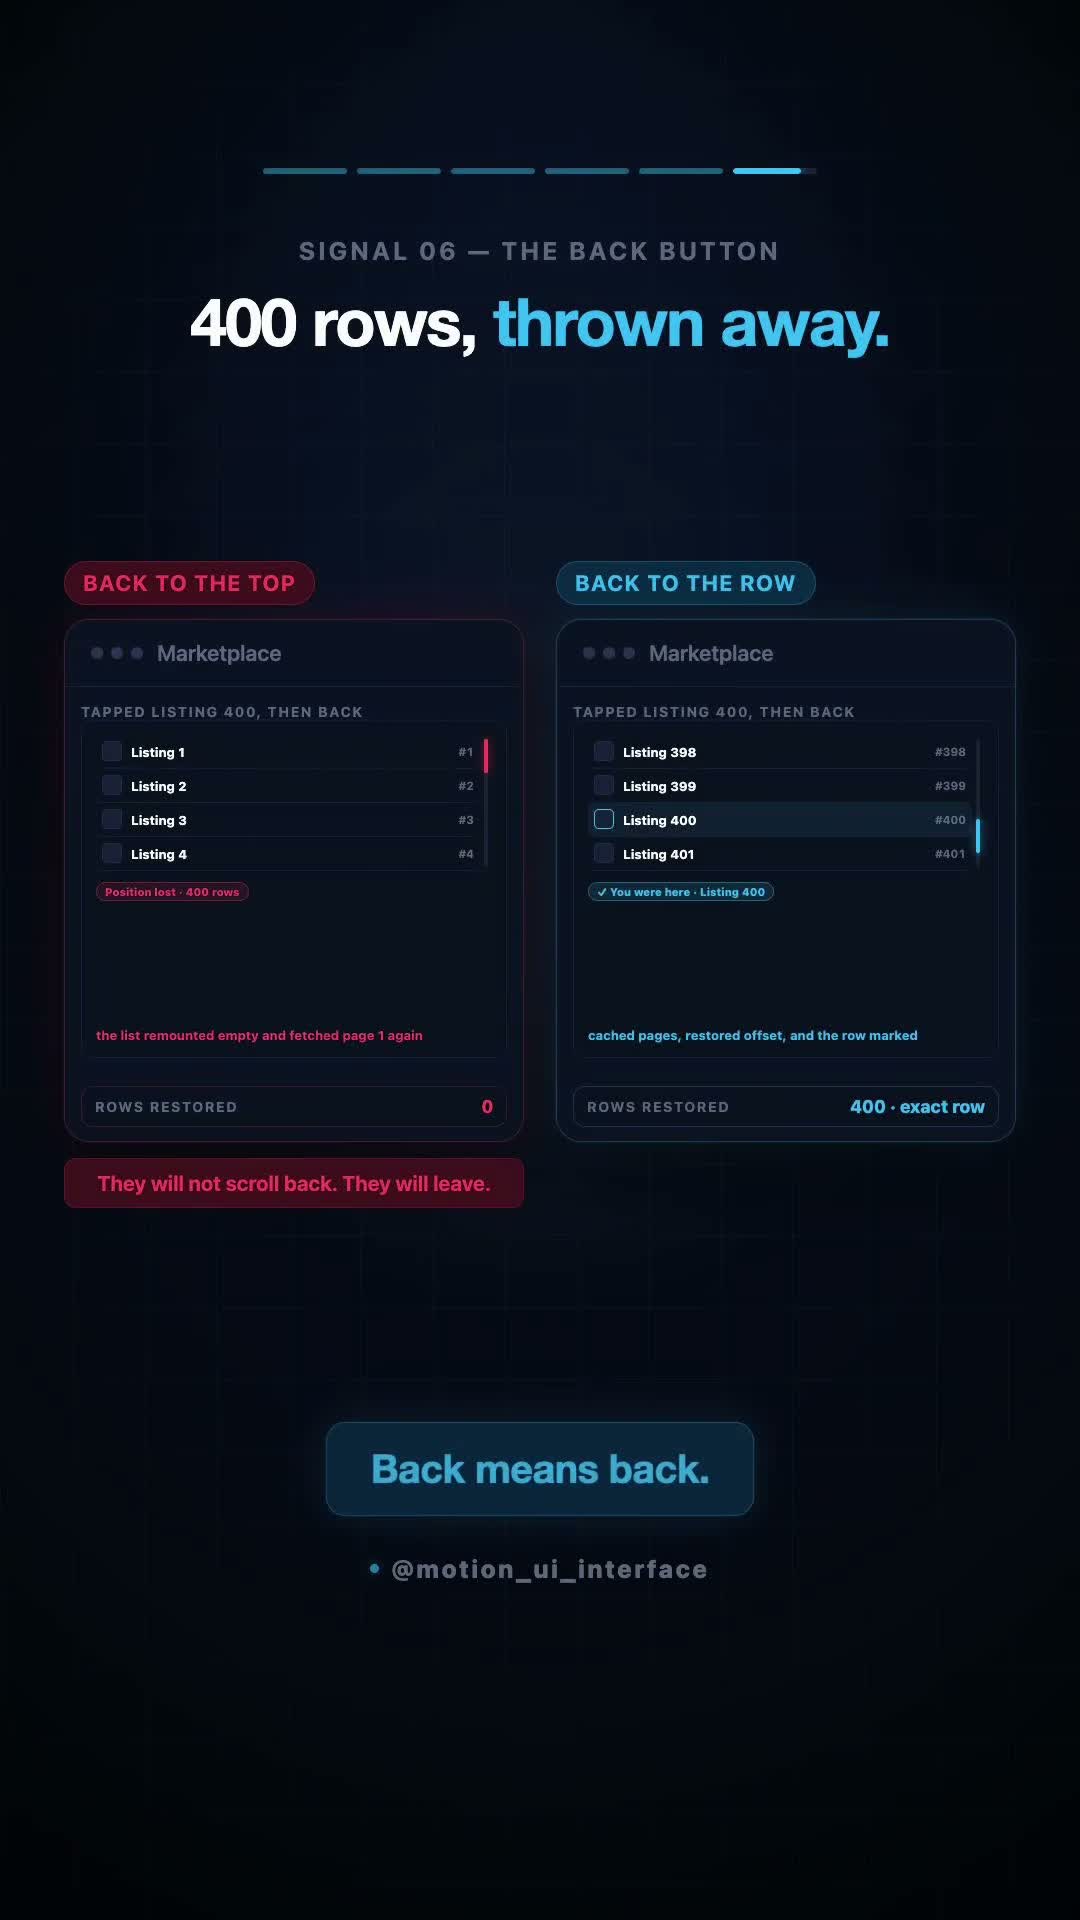 SIGNAL 06 — THE BACK BUTTON
400 rows, thrown away.
BACK TO THE TOP
Marketplace
TAPPED LISTING 400, THEN BACK
Listing 1 #1
Listing 2 #2
Listing 3 #3
Listing 4 #4
Position lost · 400 rows
the list remounted empty and fetched page 1 again
ROWS RESTORED 0
They will not scroll back. They will leave.
BACK TO THE ROW
Marketplace
TAPPED LISTING 400, THEN BACK
Listing 398 #398
Listing 399 #399
Listing 400 #400
Listing 401 #401
✓ You were here · Listing 400
cached pages, restored offset, and the row marked
ROWS RESTORED 400 · exact row
Back means back.
@motion_ui_interface